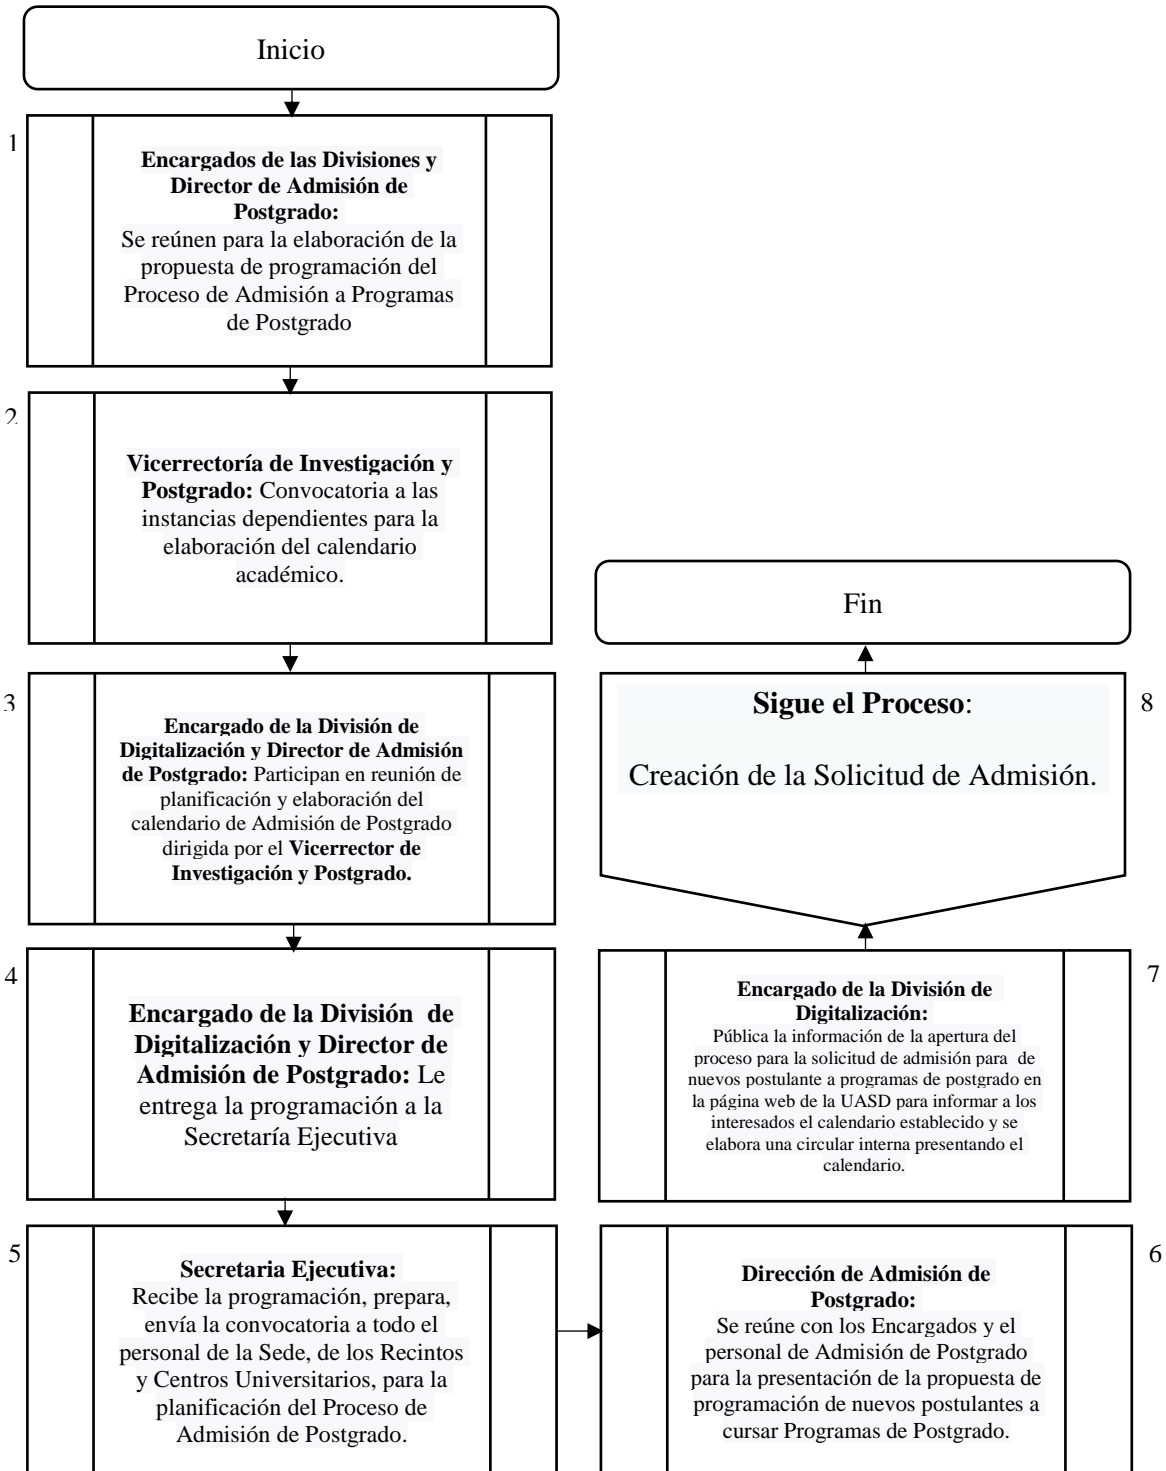 Inicio
1
Encargados de las Divisiones y
Director de Admisión de
Postgrado:
Se reúnen para la elaboración de la
propuesta de programación del
Proceso de Admisión a Programas
de Postgrado
2
Vicerrectoría de Investigación y
Postgrado: Convocatoria a las
instancias dependientes para la
elaboración del calendario
académico.
3
Encargado de la División de
Digitalización y Director de Admisión
de Postgrado: Participan en reunión de
planificación y elaboración del
calendario de Admisión de Postgrado
dirigida por el Vicerrector de
Investigación y Postgrado.
4
Encargado de la División de
Digitalización y Director de
Admisión de Postgrado: Le
entrega la programación a la
Secretaría Ejecutiva
5
Secretaria Ejecutiva:
Recibe la programación, prepara,
envía la convocatoria a todo el
personal de la Sede, de los Recintos
y Centros Universitarios, para la
planificación del Proceso de
Admisión de Postgrado.
6
Dirección de Admisión de
Postgrado:
Se reúne con los Encargados y el
personal de Admisión de Postgrado
para la presentación de la propuesta de
programación de nuevos postulantes a
cursar Programas de Postgrado.
7
Encargado de la División de
Digitalización:
Pública la información de la apertura del
proceso para la solicitud de admisión para de
nuevos postulante a programas de postgrado en
la página web de la UASD para informar a los
interesados el calendario establecido y se
elabora una circular interna presentando el
calendario.
8
Sigue el Proceso:
Creación de la Solicitud de Admisión.
Fin